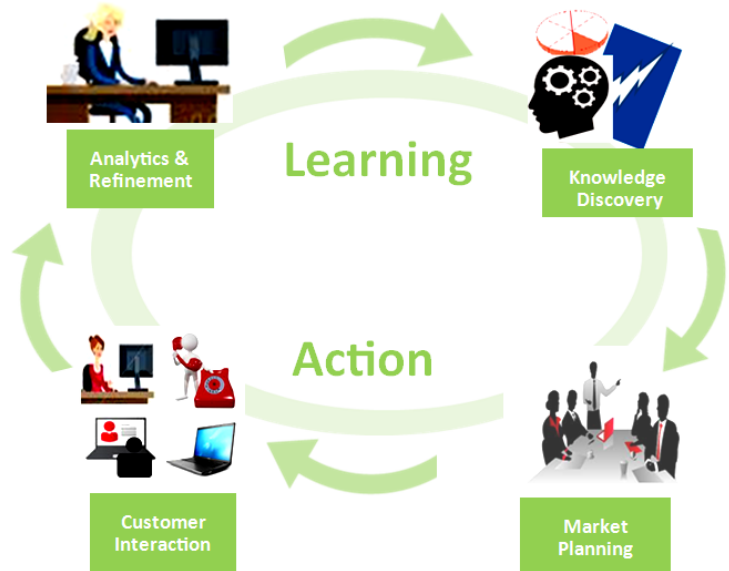 Analytics &
Refinement
Learning
Knowledge
Discovery
Action
Customer
Interaction
Market
Planning